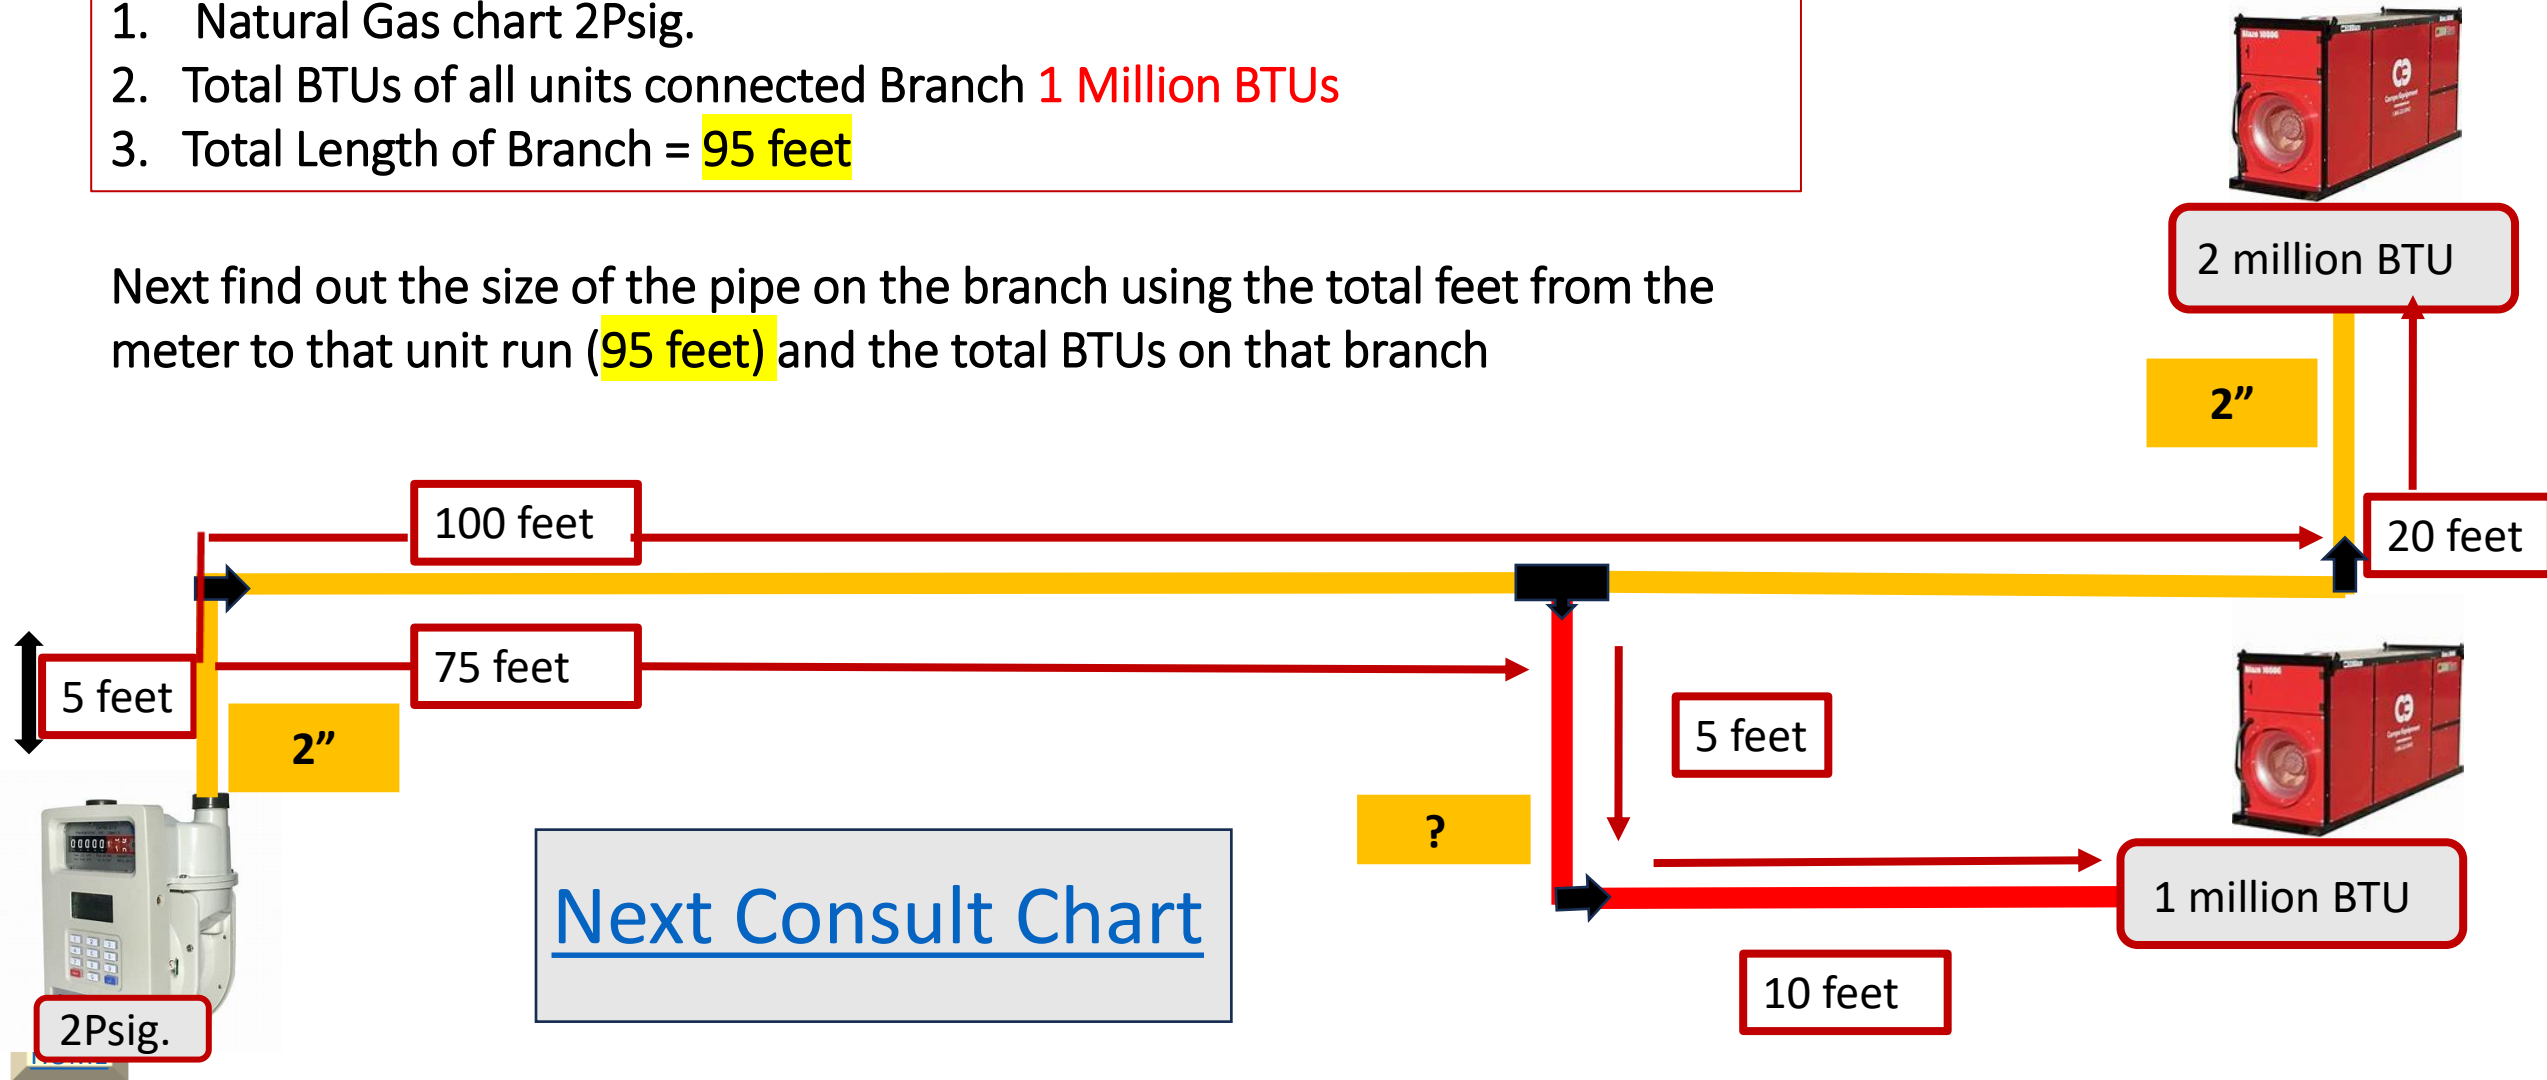 1. Natural Gas chart 2Psig.
2. Total BTUs of all units connected Branch 1 Million BTUs
3. Total Length of Branch = 95 feet
Next find out the size of the pipe on the branch using the total feet from the
meter to that unit run (95 feet) and the total BTUs on that branch
2 million BTU
2”
100 feet
20 feet
75 feet
5 feet
2”
5 feet
?
Next Consult Chart
1 million BTU
10 feet
2Psig.